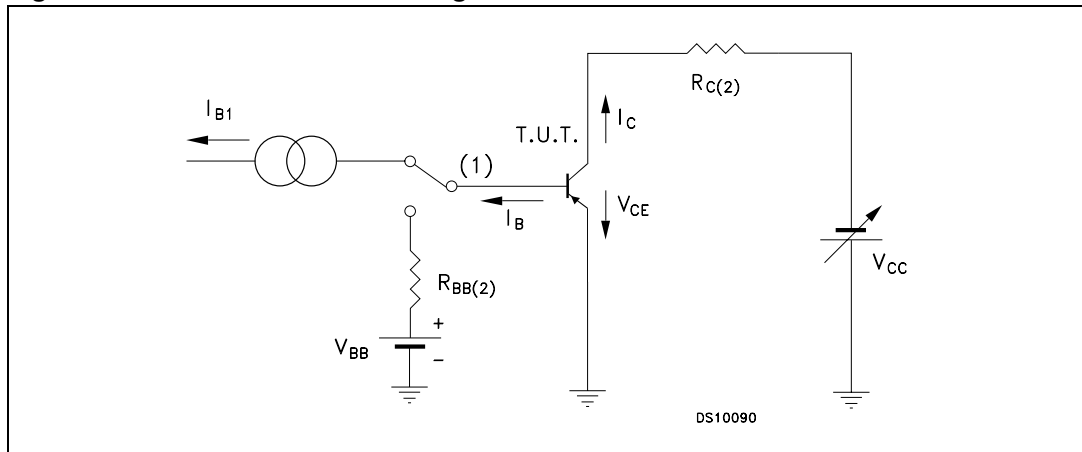 R_C(2)
I_B1
I_C
T.U.T.
(1)
I_B
V_CE
V_CC
R_BB(2)
+
V_BB
–
DS10090